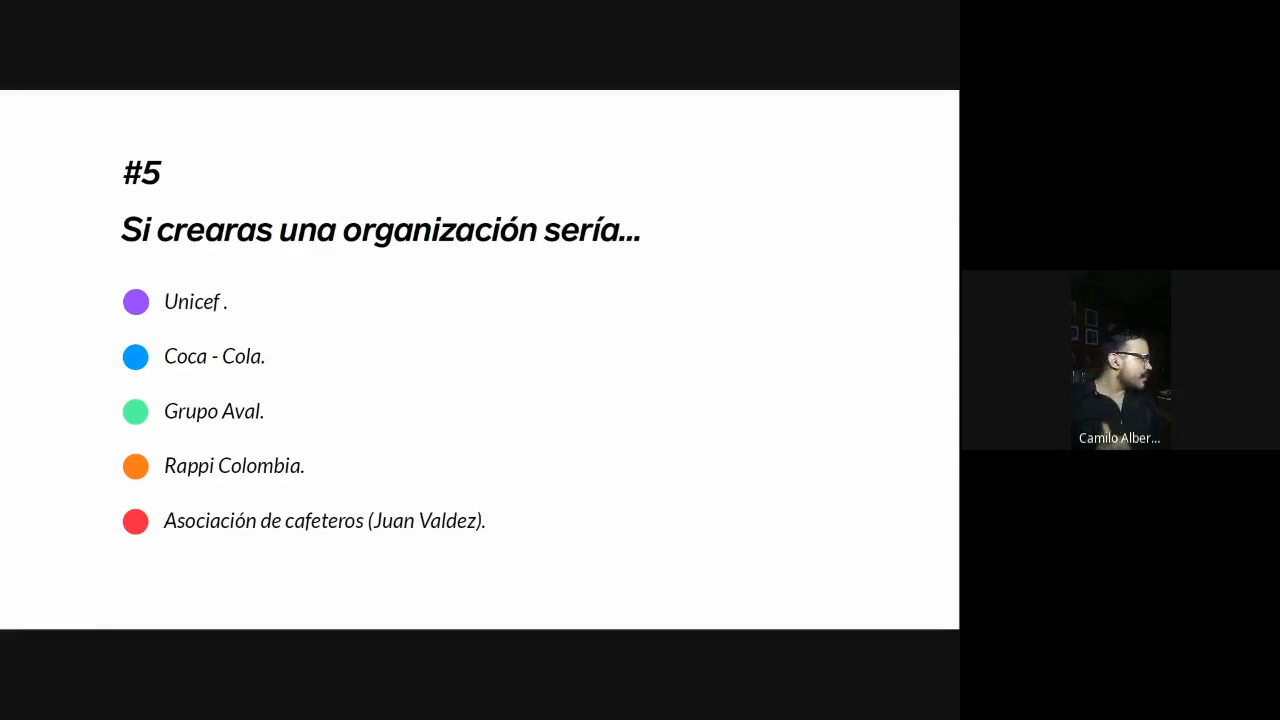 #5
Si crearas una organización sería...
Unicef .
Coca - Cola.
Grupo Aval.
Rappi Colombia.
Asociación de cafeteros (Juan Valdez).
Camilo Alber...